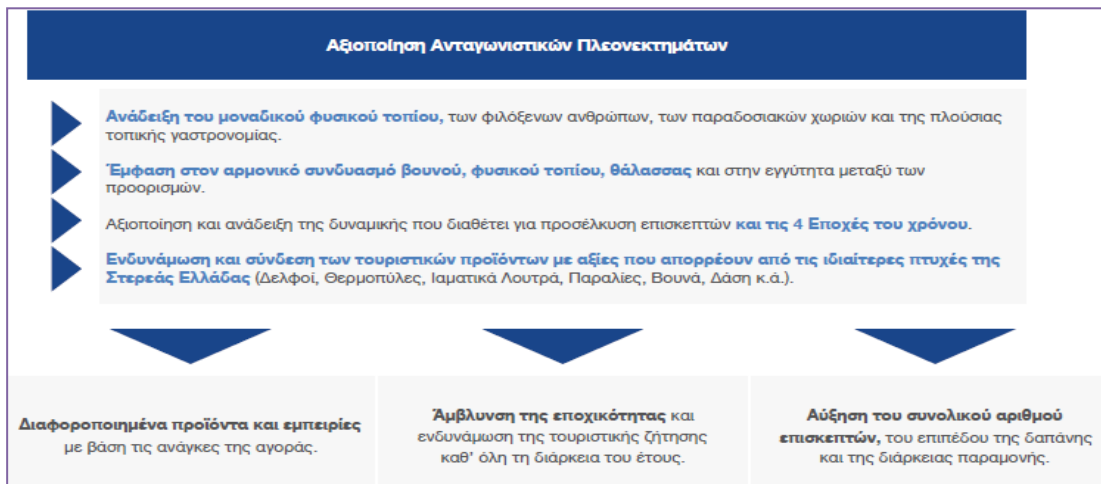 Αξιοποίηση Ανταγωνιστικών Πλεονεκτημάτων
Ανάδειξη του μοναδικού φυσικού τοπίου, των φιλόξενων ανθρώπων, των παραδοσιακών χωριών και της πλούσιας
τοπικής γαστρονομίας.
Έμφαση στον αρμονικό συνδυασμό βουνού, φυσικού τοπίου, θάλασσας και στην εγγύτητα μεταξύ των
προορισμών.
Αξιοποίηση και ανάδειξη της δυναμικής που διαθέτει για προσέλκυση επισκεπτών και τις 4 Εποχές του χρόνου.
Ενδυνάμωση και σύνδεση των τουριστικών προϊόντων με αξίες που απορρέουν από τις ιδιαίτερες πτυχές της
Στερεάς Ελλάδας (Δελφοί, Θερμοπύλες, Ιαματικά Λουτρά, Παραλίες, Βουνά, Δάση κ.ά.).
Διαφοροποιημένα προϊόντα και εμπειρίες
με βάση τις ανάγκες της αγοράς.
Άμβλυνση της εποχικότητας και
ενδυνάμωση της τουριστικής ζήτησης
καθ' όλη τη διάρκεια του έτους.
Αύξηση του συνολικού αριθμού
επισκεπτών, του επιπέδου της δαπάνης
και της διάρκειας παραμονής.